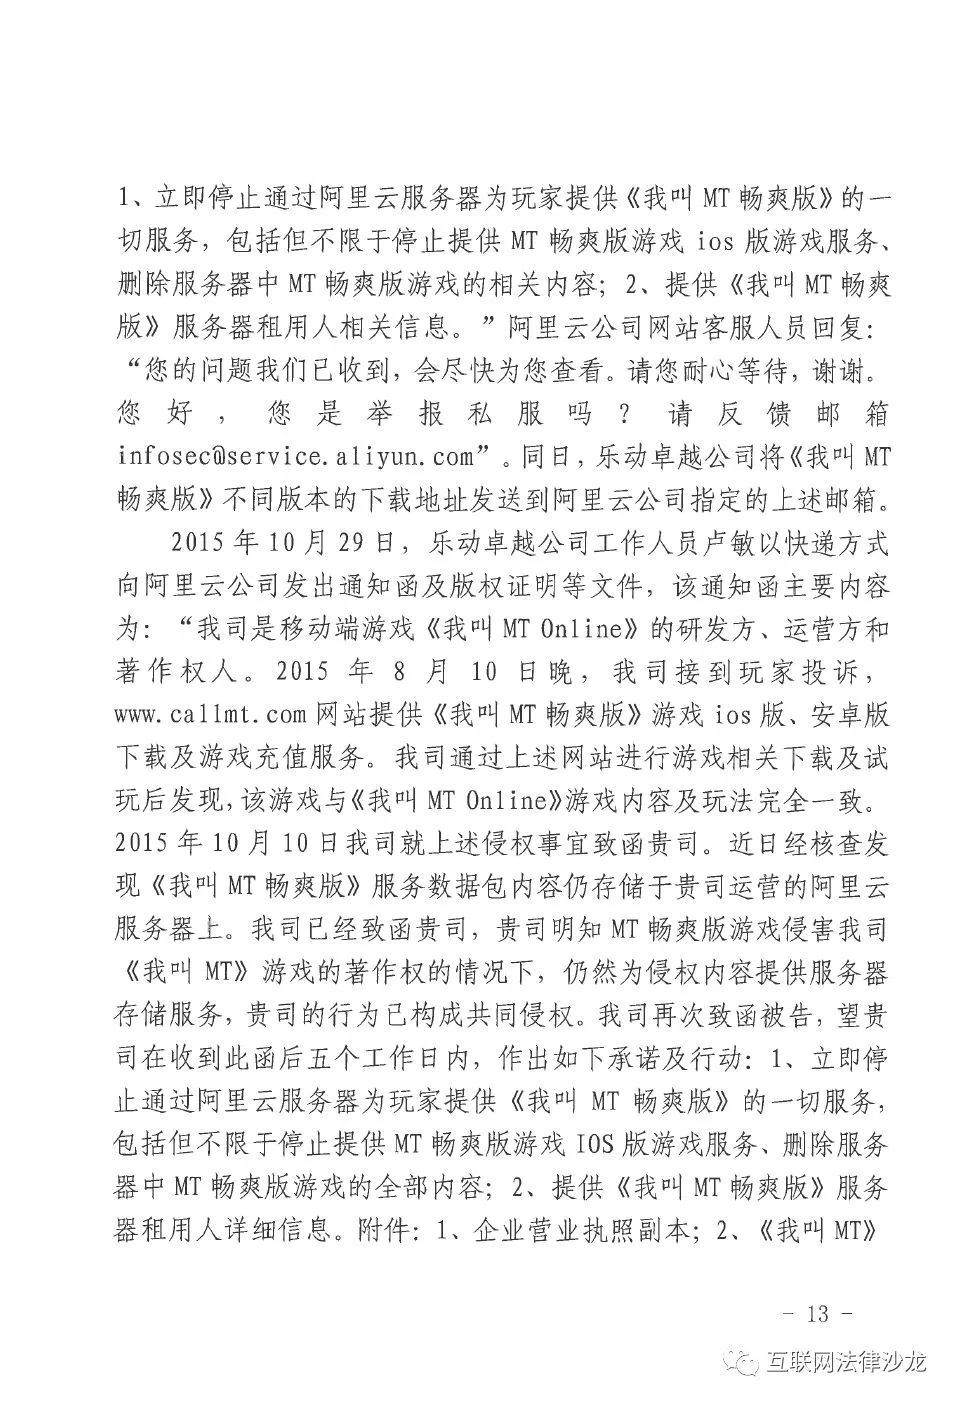 1、立即停止通过阿里云服务器为玩家提供《我叫MT畅爽版》的一
切服务，包括但不限于停止提供 MT 畅爽版游戏 ios 版游戏服务、
删除服务器中 MT 畅爽版游戏的相关内容；2、提供《我叫 MT 畅爽
版》服务器租用人相关信息。”阿里云公司网站客服人员回复：
“您的问题我们已收到，会尽快为您查看。请您耐心等待，谢谢。
您好，您是举报私服吗？请反馈邮箱
infosec@service.aliyun.com”。同日，乐动卓越公司将《我叫MT
畅爽版》不同版本的下载地址发送到阿里云公司指定的上述邮箱。
2015 年 10 月 29 日，乐动卓越公司工作人员卢敏以快递方式
向阿里云公司发出通知函及版权证明等文件，该通知函主要内容
为：“我司是移动端游戏《我叫 MT Online》的研发方、运营方和
著作权人。2015 年 8 月 10 日晚，我司接到玩家投诉，
www.callmt.com 网站提供《我叫 MT 畅爽版》游戏 ios 版、安卓版
下载及游戏充值服务。我司通过上述网站进行游戏相关下载及试
玩后发现，该游戏与《我叫 MT Online》游戏内容及玩法完全一致。
2015 年 10 月 10 日我司就上述侵权事宜致函贵司。近日经核查发
现《我叫 MT 畅爽版》服务数据包内容仍存储于贵司运营的阿里云
服务器上。我司已经致函贵司，贵司明知 MT 畅爽版游戏侵害我司
《我叫 MT》游戏的著作权的情况下，仍然为侵权内容提供服务器
存储服务，贵司的行为已构成共同侵权。我司再次致函被告，望贵
司在收到此函后五个工作日内，作出如下承诺及行动：1、立即停
止通过阿里云服务器为玩家提供《我叫 MT 畅爽版》的一切服务，
包括但不限于停止提供 MT 畅爽版游戏 IOS 版游戏服务、删除服务
器中 MT 畅爽版游戏的全部内容；2、提供《我叫 MT 畅爽版》服务
器租用人详细信息。附件：1、企业营业执照副本；2、《我叫 MT》
- 13 -
互联网法律沙龙